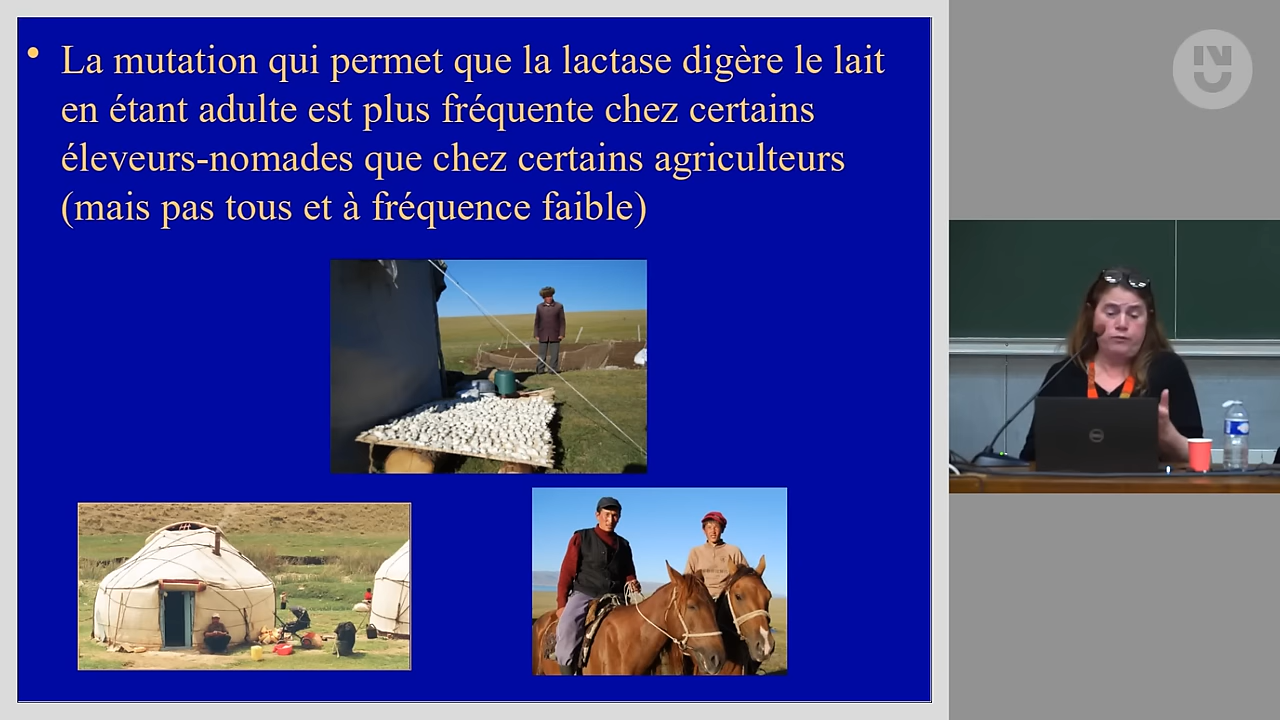 • La mutation qui permet que la lactase digère le lait
en étant adulte est plus fréquente chez certains
éleveurs-nomades que chez certains agriculteurs
(mais pas tous et à fréquence faible)